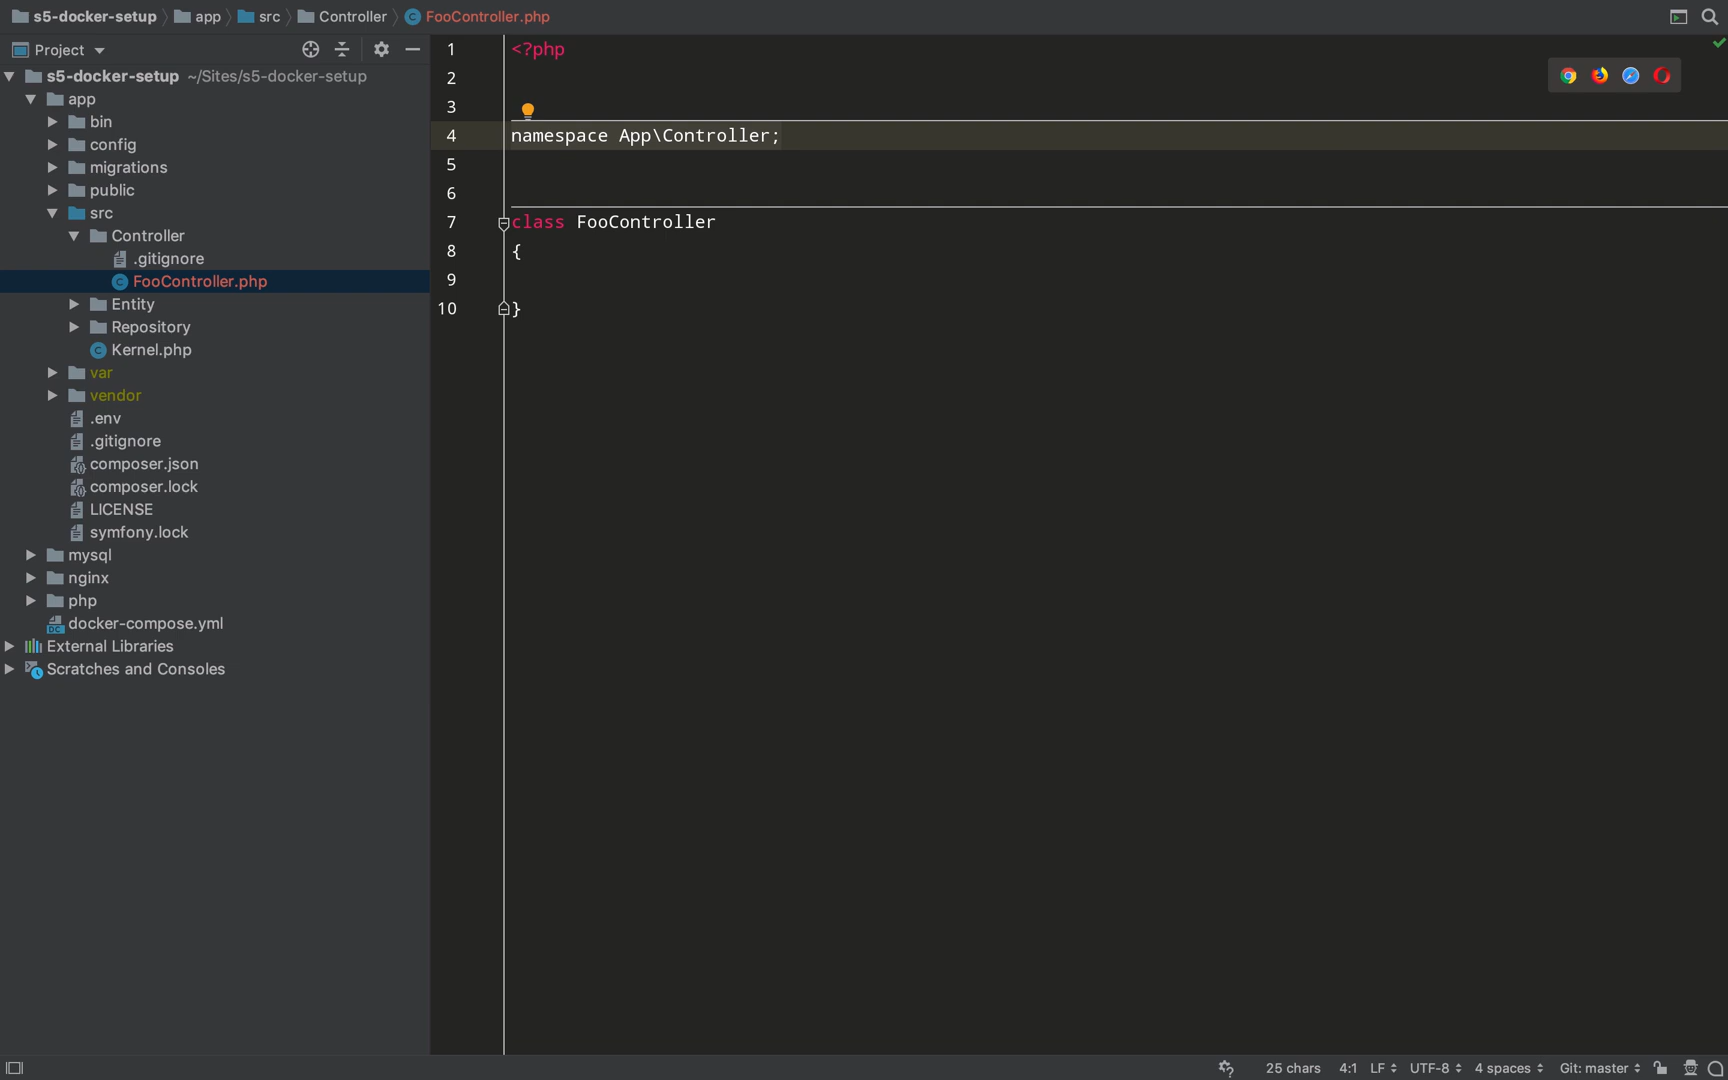 s5-docker-setup app src Controller FooController.php
Project
s5-docker-setup ~/Sites/s5-docker-setup
app
bin
config
migrations
public
src
Controller
.gitignore
FooController.php
Entity
Repository
Kernel.php
var
vendor
.env
.gitignore
composer.json
composer.lock
LICENSE
symfony.lock
mysql
nginx
php
docker-compose.yml
External Libraries
Scratches and Consoles
1 <?php
2
3
4 namespace App\Controller;
5
6
7 class FooController
8 {
9
10 }
25 chars 4:1 LF UTF-8 4 spaces Git: master